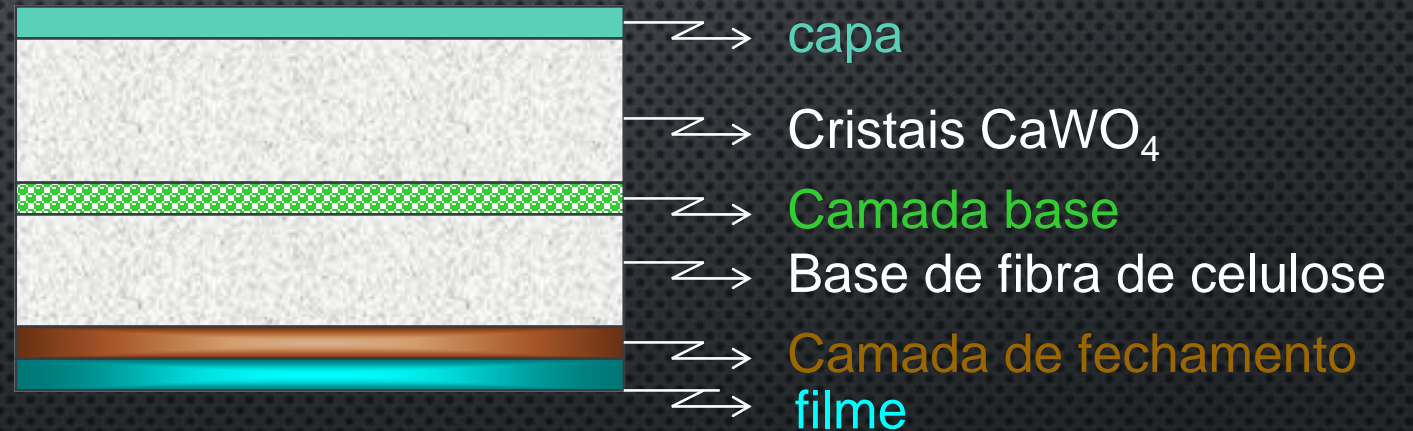 capa
Cristais CaWO₄
Camada base
Base de fibra de celulose
Camada de fechamento
filme